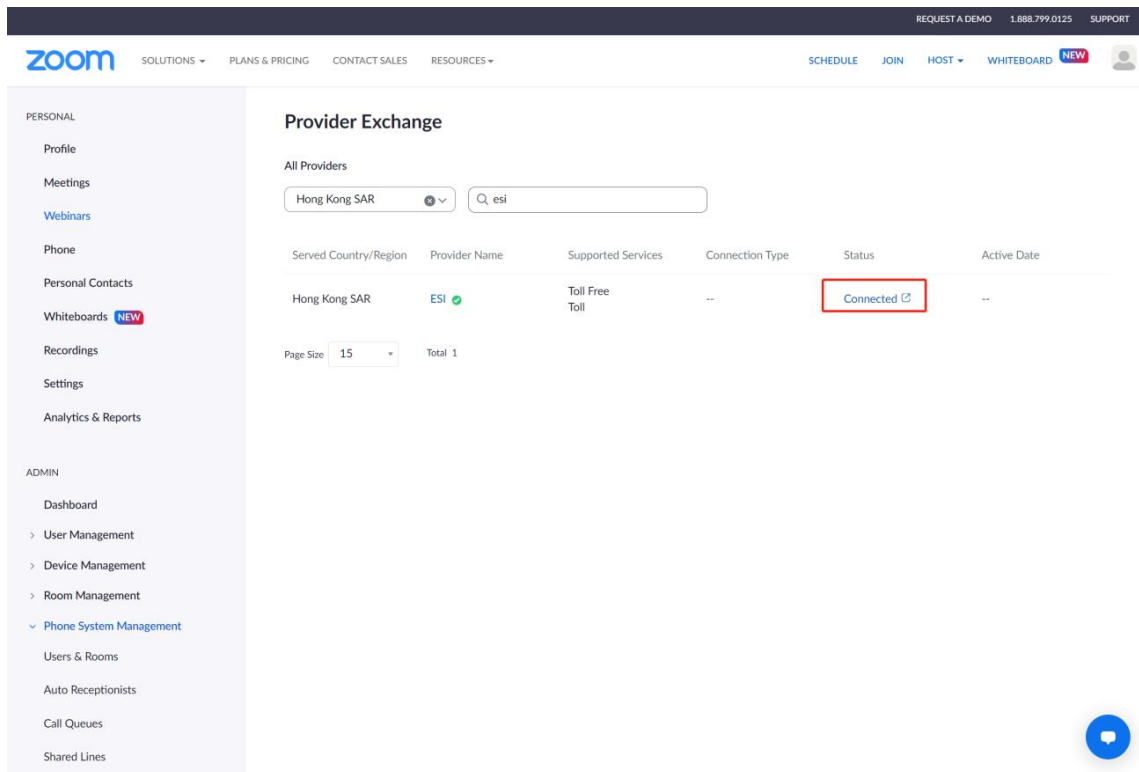 REQUEST A DEMO 1.888.799.0125 SUPPORT
zoom SOLUTIONS PLANS & PRICING CONTACT SALES RESOURCES SCHEDULE JOIN HOST WHITEBOARD NEW
PERSONAL
Profile
Meetings
Webinars
Phone
Personal Contacts
Whiteboards NEW
Recordings
Settings
Analytics & Reports
ADMIN
Dashboard
User Management
Device Management
Room Management
Phone System Management
Users & Rooms
Auto Receptionists
Call Queues
Shared Lines
Provider Exchange
All Providers
Hong Kong SAR esi
Served Country/Region Provider Name Supported Services Connection Type Status Active Date
Hong Kong SAR ESI Toll Free -- Connected --
Toll
Page Size 15 Total 1